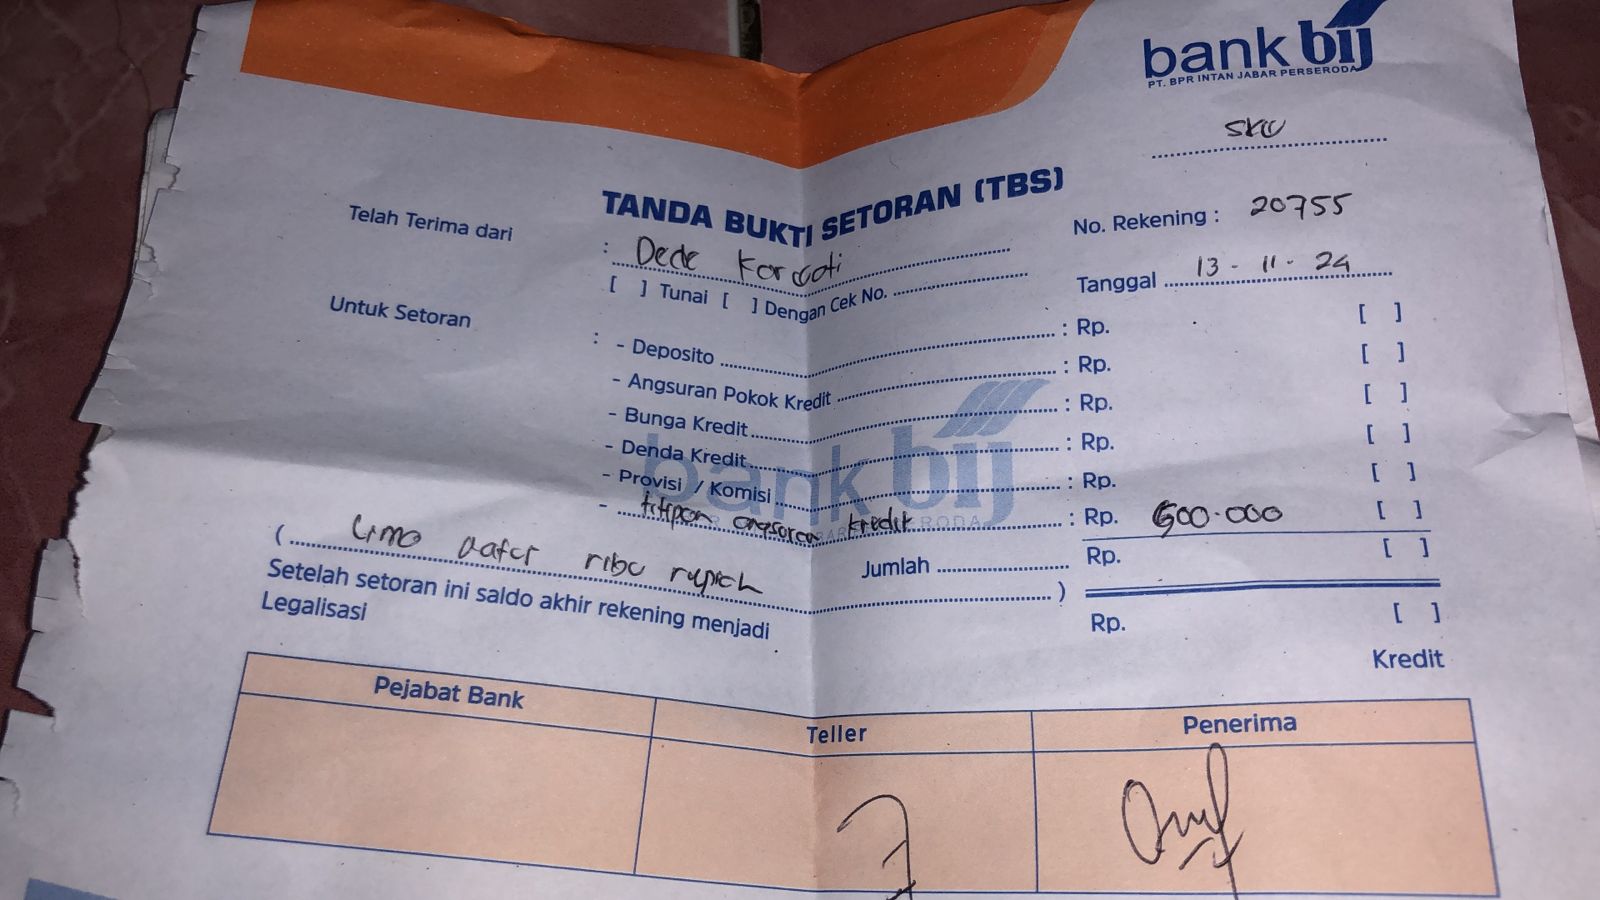 bank bij
PT. BPR INTAN JABAR PERSERODA
SKU
TANDA BUKTI SETORAN (TBS)
No. Rekening : 20755
Telah Terima dari : Dede
Tanggal 13 - 11 - 24
[ ] Tunai [ ] Dengan Cek No.
Untuk Setoran :
- Deposito : Rp. [ ]
- Angsuran Pokok Kredit : Rp. [ ]
- Bunga Kredit : Rp. [ ]
- Denda Kredit : Rp. [ ]
- Provisi / Komisi : Rp. [ ]
- titipan angsuran kredit : Rp. 500.000 [ ]
Jumlah Rp. [ ]
( lima ratus ribu rupiah )
Setelah setoran ini saldo akhir rekening menjadi Rp. [ ]
Legalisasi
Kredit
Pejabat Bank Teller Penerima
bank bij